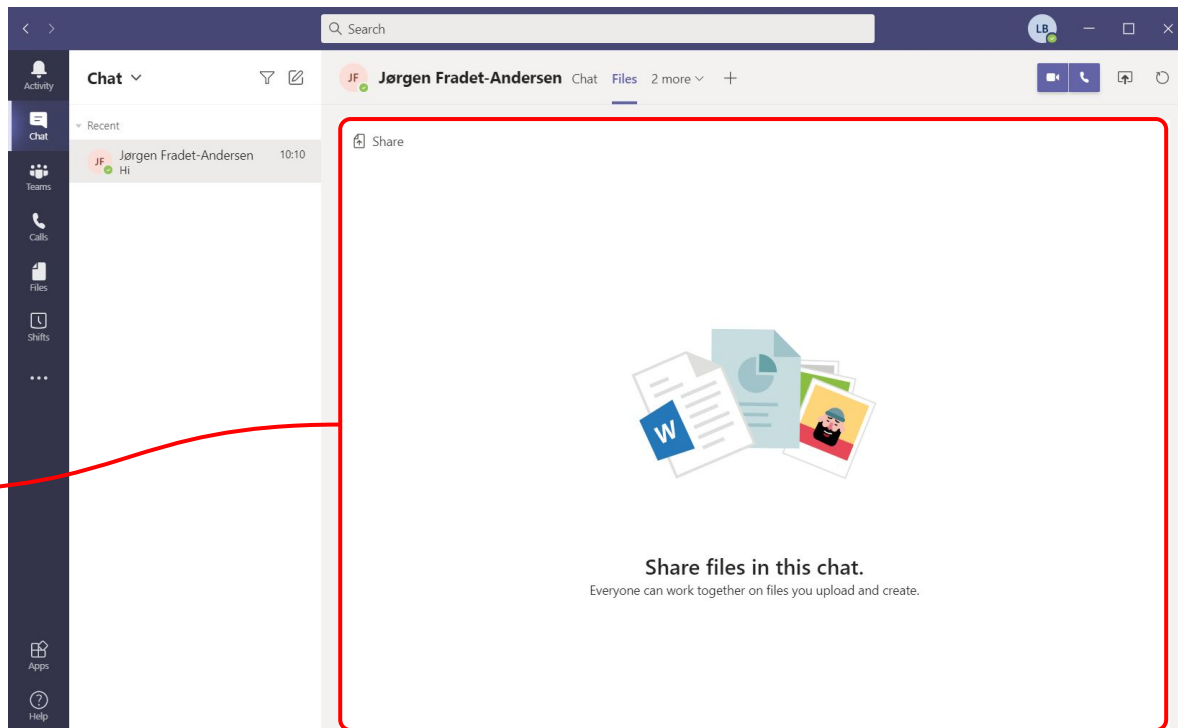 Search
LB
Activity
Chat
Teams
Calls
Files
Shifts
Apps
Help
Chat
Recent
JF Jørgen Fradet-Andersen 10:10
Hi
JF Jørgen Fradet-Andersen Chat Files 2 more
Share
W
Share files in this chat.
Everyone can work together on files you upload and create.